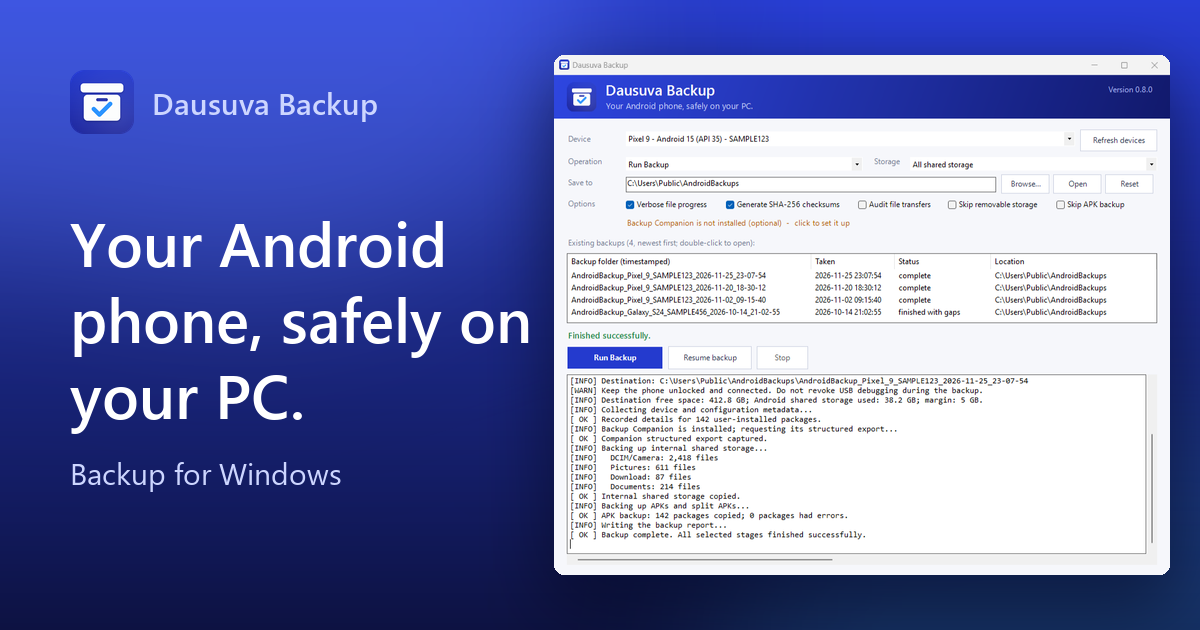 Dausuva Backup
Your Android
phone, safely on
your PC.
Backup for Windows
Dausuva Backup
Dausuva Backup
Your Android phone, safely on your PC.
Version 0.8.0
Device Pixel 9 - Android 15 (API 35) - SAMPLE123 Refresh devices
Operation Run Backup Storage All shared storage
Save to C:\Users\Public\AndroidBackups Browse... Open Reset
Options Verbose file progress Generate SHA-256 checksums Audit file transfers Skip removable storage Skip APK backup
Backup Companion is not installed (optional) - click to set it up
Existing backups (4, newest first; double-click to open):
Backup folder (timestamped) Taken Status Location
AndroidBackup_Pixel_9_SAMPLE123_2026-11-25_23-07-54 2026-11-25 23:07:54 complete C:\Users\Public\AndroidBackups
AndroidBackup_Pixel_9_SAMPLE123_2026-11-20_18-30-12 2026-11-20 18:30:12 complete C:\Users\Public\AndroidBackups
AndroidBackup_Pixel_9_SAMPLE123_2026-11-02_09-15-40 2026-11-02 09:15:40 complete C:\Users\Public\AndroidBackups
AndroidBackup_Galaxy_S24_SAMPLE456_2026-10-14_21-02-55 2026-10-14 21:02:55 finished with gaps C:\Users\Public\AndroidBackups
Finished successfully.
Run Backup Resume backup Stop
[INFO] Destination: C:\Users\Public\AndroidBackups\AndroidBackup_Pixel_9_SAMPLE123_2026-11-25_23-07-54
[WARN] Keep the phone unlocked and connected. Do not revoke USB debugging during the backup.
[INFO] Destination free space: 412.8 GB; Android shared storage used: 38.2 GB; margin: 5 GB.
[INFO] Collecting device and configuration metadata...
[ OK ] Recorded details for 142 user-installed packages.
[INFO] Backup Companion is installed; requesting its structured export...
[ OK ] Companion structured export captured.
[INFO] Backing up internal shared storage...
[INFO]   DCIM/Camera: 2,418 files
[INFO]   Pictures: 611 files
[INFO]   Download: 87 files
[INFO]   Documents: 214 files
[ OK ] Internal shared storage copied.
[INFO] Backing up APKs and split APKs...
[ OK ] APK backup: 142 packages copied; 0 packages had errors.
[INFO] Writing the backup report...
[ OK ] Backup complete. All selected stages finished successfully.